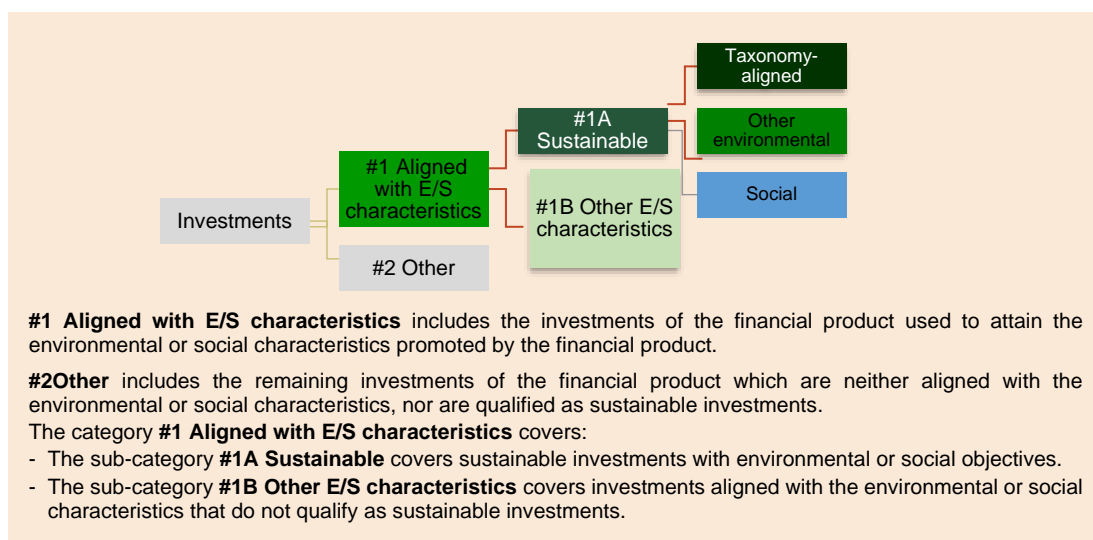 Taxonomy-
aligned
#1A
Sustainable
Other
environmental
#1 Aligned
with E/S
characteristics
Social
#1B Other E/S
characteristics
Investments
#2 Other
#1 Aligned with E/S characteristics includes the investments of the financial product used to attain the
environmental or social characteristics promoted by the financial product.
#2Other includes the remaining investments of the financial product which are neither aligned with the
environmental or social characteristics, nor are qualified as sustainable investments.
The category #1 Aligned with E/S characteristics covers:
- The sub-category #1A Sustainable covers sustainable investments with environmental or social objectives.
- The sub-category #1B Other E/S characteristics covers investments aligned with the environmental or social
characteristics that do not qualify as sustainable investments.